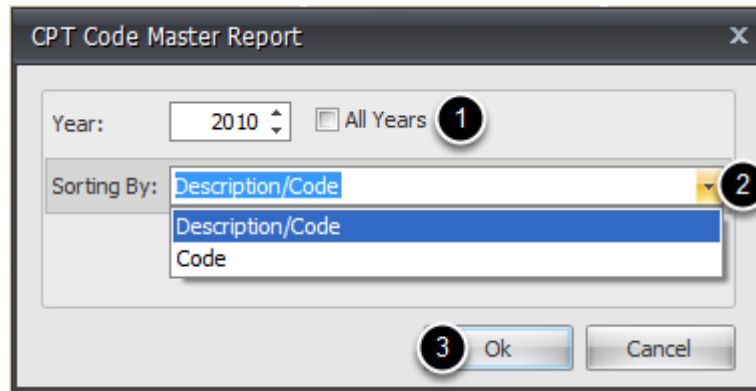 CPT Code Master Report x
Year: 2010 All Years 1
Sorting By: Description/Code 2
Description/Code
Code
3 Ok Cancel